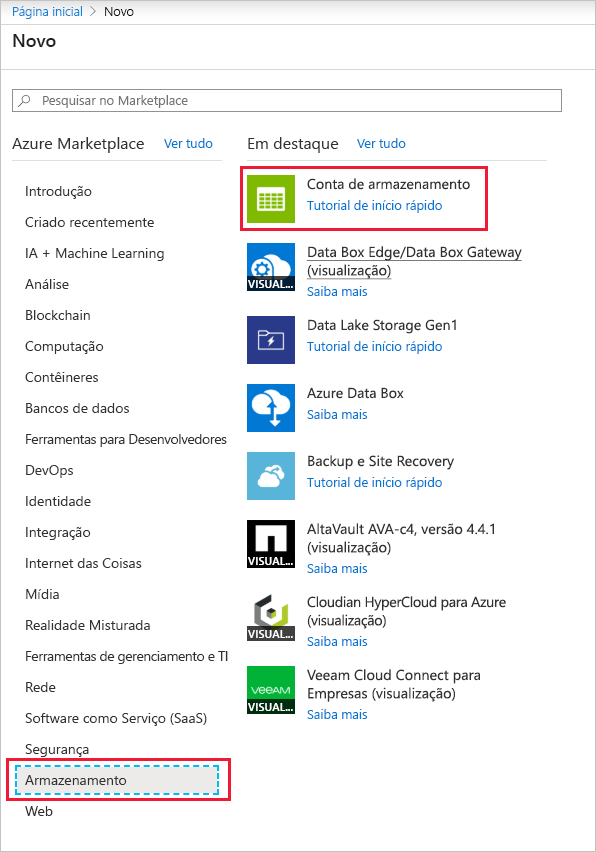 Página inicial > Novo
Novo
Pesquisar no Marketplace
Azure Marketplace Ver tudo
Introdução
Criado recentemente
IA + Machine Learning
Análise
Blockchain
Computação
Contêineres
Bancos de dados
Ferramentas para Desenvolvedores
DevOps
Identidade
Integração
Internet das Coisas
Mídia
Realidade Misturada
Ferramentas de gerenciamento e TI
Rede
Software como Serviço (SaaS)
Segurança
Armazenamento
Web
Em destaque Ver tudo
Conta de armazenamento
Tutorial de início rápido
VISUAL...
Data Box Edge/Data Box Gateway
(visualização)
Saiba mais
Data Lake Storage Gen1
Tutorial de início rápido
Azure Data Box
Saiba mais
Backup e Site Recovery
Tutorial de início rápido
VISUAL...
AltaVault AVA-c4, versão 4.4.1
(visualização)
Saiba mais
VISUAL...
Cloudian HyperCloud para Azure
(visualização)
Saiba mais
veeam
VISUAL...
Veeam Cloud Connect para
Empresas (visualização)
Saiba mais